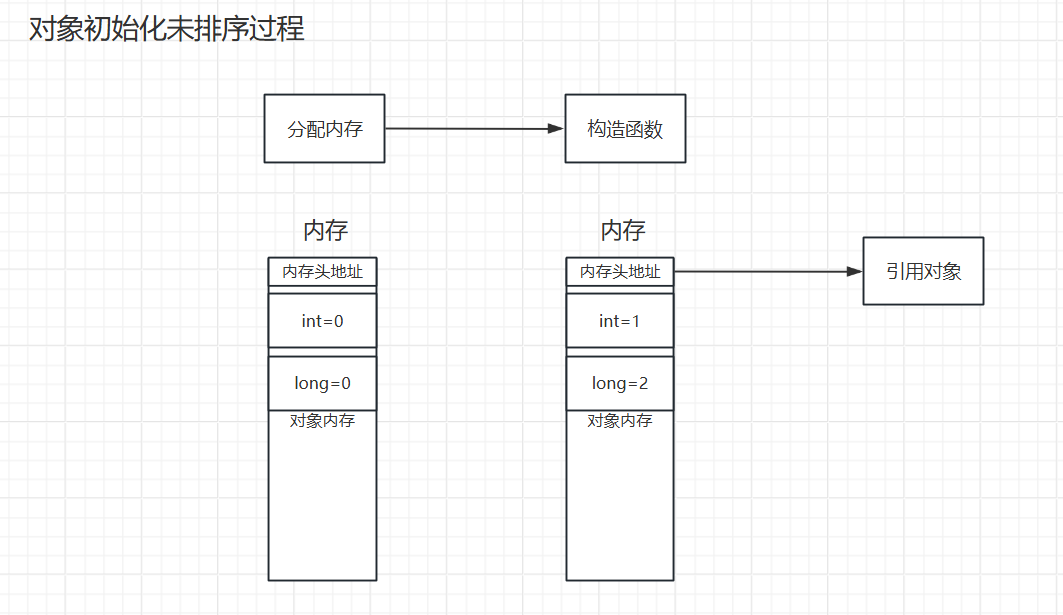 对象初始化未排序过程
分配内存
构造函数
内存
内存
内存头地址
内存头地址
引用对象
int=0
int=1
long=0
long=2
对象内存
对象内存